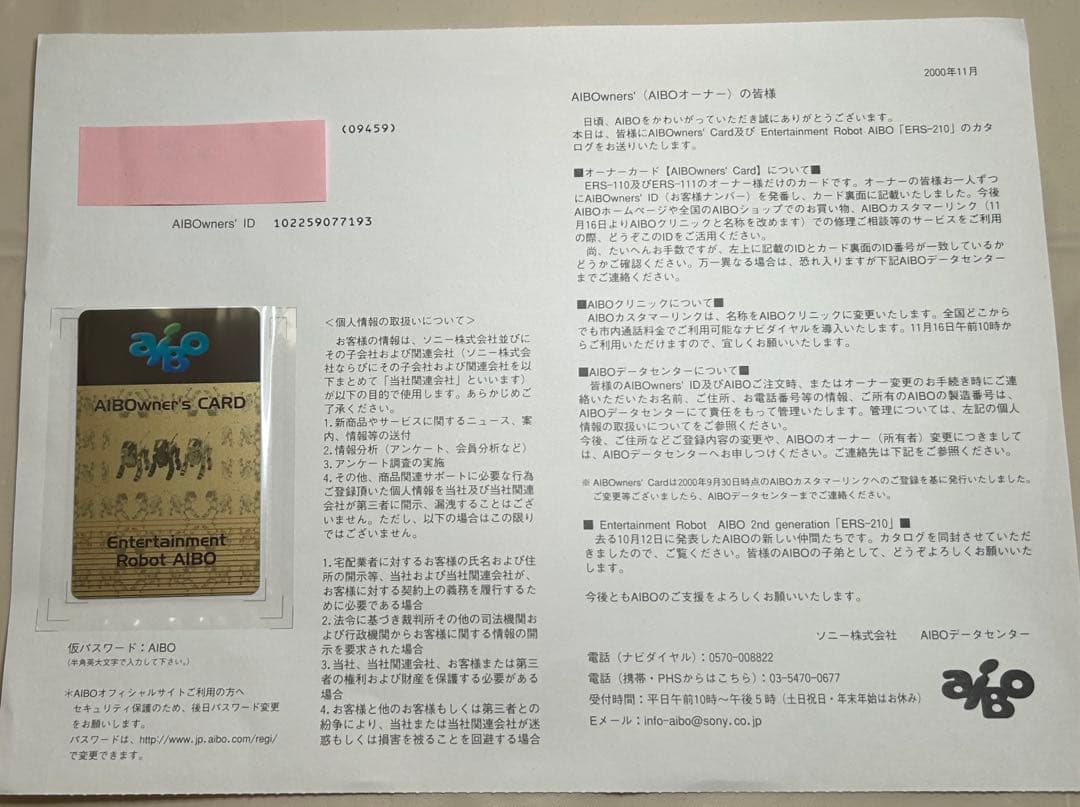 (09459)
AIBOwners' ID 102259077193
aiBo
AIBOwner's CARD
Entertainment
Robot AIBO
仮パスワード：AIBO
(半角英大文字で入力して下さい。)
＊AIBOオフィシャルサイトご利用の方へ
セキュリティ保護のため、後日パスワード変更
をお願いします。
パスワードは、http://www.jp.aibo.com/regi/
で変更できます。
＜個人情報の取扱いについて＞
お客様の情報は、ソニー株式会社並びに
その子会社および関連会社（ソニー株式会
社ならびにその子会社および関連会社を以
下まとめて「当社関連会社」といいます）
が以下の目的で使用します。あらかじめご
了承ください。
1.新商品やサービスに関するニュース、案
内、情報等の送付
2.情報分析（アンケート、会員分析など）
3.アンケート調査の実施
4.その他、商品関連サポートに必要な行為
ご登録頂いた個人情報を当社及び当社関連
会社が第三者に開示、漏洩することはござ
いません。ただし、以下の場合はこの限り
ではございません。
1.宅配業者に対するお客様の氏名および住
所の開示等、当社および当社関連会社が、
お客様に対する契約上の義務を履行するた
めに必要である場合
2.法令に基づき裁判所その他の司法機関お
よび行政機関からお客様に関する情報の開
示を要求された場合
3.当社、当社関連会社、お客様または第三
者の権利および財産を保護する必要がある
場合
4.お客様と他のお客様もしくは第三者との
紛争により、当社または当社関連会社が迷
惑もしくは損害を被ることを回避する場合
2000年11月
AIBOwners'（AIBOオーナー）の皆様
日頃、AIBOをかわいがっていただき誠にありがとうございます。
本日は、皆様にAIBOwners' Card及び Entertainment Robot AIBO「ERS-210」のカタ
ログをお送りいたします。
■オーナーカード【AIBOwners' Card】について■
ERS-110及びERS-111のオーナー様だけのカードです。オーナーの皆様お一人ずつ
にAIBOwners' ID（お客様ナンバー）を発番し、カード裏面に記載いたしました。今後
AIBOホームページや全国のAIBOショップでのお買い物、AIBOカスタマーリンク（11
月16日よりAIBOクリニックと名称を改めます）での修理ご相談等のサービスをご利用
の際、どうぞこのIDをご活用ください。
尚、たいへんお手数ですが、左上に記載のIDとカード裏面のID番号が一致しているか
どうかご確認ください。万一異なる場合は、恐れ入りますが下記AIBOデータセンター
までご連絡ください。
■AIBOクリニックについて■
AIBOカスタマーリンクは、名称をAIBOクリニックに変更いたします。全国どこから
でも市内通話料金でご利用可能なナビダイヤルを導入いたします。11月16日午前10時か
らご利用いただけますので、宜しくお願いいたします。
■AIBOデータセンターについて■
皆様のAIBOwners' ID及びAIBOご注文時、またはオーナー変更のお手続き時にご連
絡いただいたお名前、ご住所、お電話番号等の情報、ご所有のAIBOの製造番号は、
AIBOデータセンターにて責任をもって管理いたします。管理については、左記の個人
情報の取扱いについてをご参照ください。
今後、ご住所などご登録内容の変更や、AIBOのオーナー（所有者）変更につきまして
は、AIBOデータセンターへお申しつけください。ご連絡先は下記をご参照ください。
※AIBOwners' Cardは2000年9月30日時点のAIBOカスタマーリンクへのご登録を基に発行いたしました。
ご変更等ございましたら、AIBOデータセンターまでご連絡ください。
■ Entertainment Robot AIBO 2nd generation「ERS-210」■
去る10月12日に発表したAIBOの新しい仲間たちです。カタログを同封させていただ
きましたので、ご覧ください。皆様のAIBOの子弟として、どうぞよろしくお願いいた
します。
今後ともAIBOのご支援をよろしくお願いいたします。
ソニー株式会社 AIBOデータセンター
電話（ナビダイヤル）：0570-008822
電話（携帯・PHSからはこちら）：03-5470-0677
受付時間：平日午前10時～午後５時（土日祝日・年末年始はお休み）
Eメール：info-aibo@sony.co.jp
aiBo